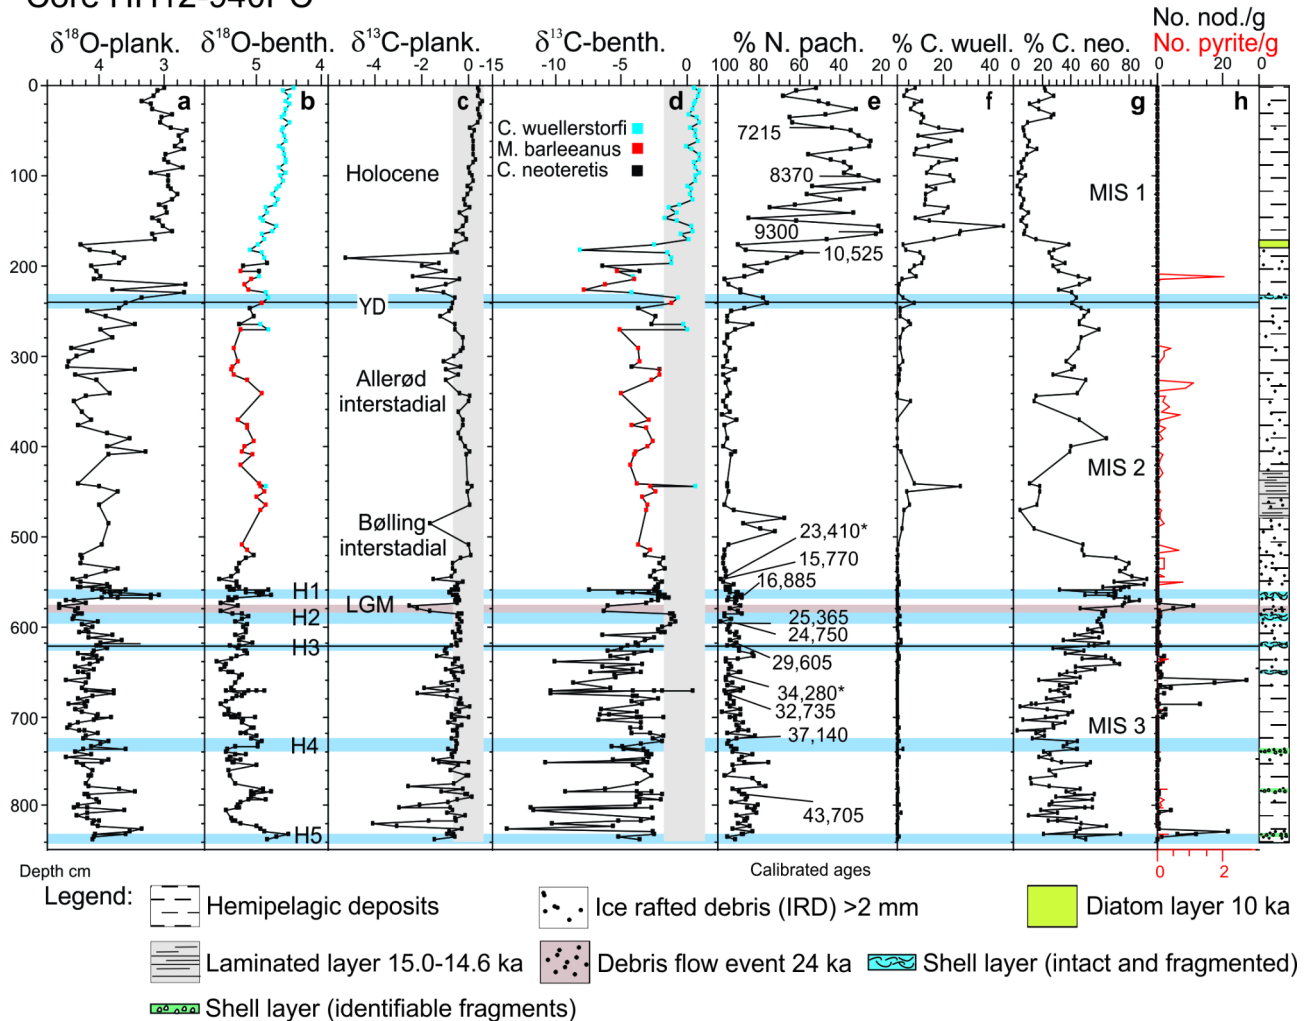 No. nod./g
δ18O-plank. δ18O-benth. δ13C-plank. δ13C-benth. % N. pach. % C. wuell. % C. neo. No. pyrite/g
4 3 5 4 -4 -2 0 -15 -10 -5 0 100 80 60 40 20 0 20 40 0 20 40 60 80 0 20 0
0 a b c d e f g h
C. wuellerstorfi
M. barleeanus
C. neoteretis
7215
Holocene
8370
100
MIS 1
9300
10,525
200
YD
300
Allerød
interstadial
400
MIS 2
Bølling
interstadial
500
23,410*
15,770
16,885
H1
LGM
H2
25,365
600
24,750
H3
29,605
34,280*
32,735
700
MIS 3
37,140
H4
800
43,705
H5
Depth cm
Calibrated ages
0 2
Legend:
Hemipelagic deposits
Ice rafted debris (IRD) >2 mm
Diatom layer 10 ka
Laminated layer 15.0-14.6 ka
Debris flow event 24 ka
Shell layer (intact and fragmented)
Shell layer (identifiable fragments)